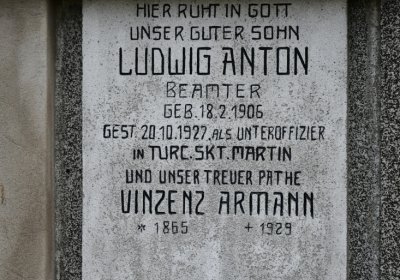 HIER RUHT IN GOTT
UNSER GUTER SOHN
LUDWIG ANTON
BEAMTER
GEB. 18.2.1906
GEST. 20.10.1927. ALS UNTEROFFIZIER
IN TURC. SKT. MARTIN
UND UNSER TREUER PATHE
VINZENZ ARMANN
* 1865 + 1929